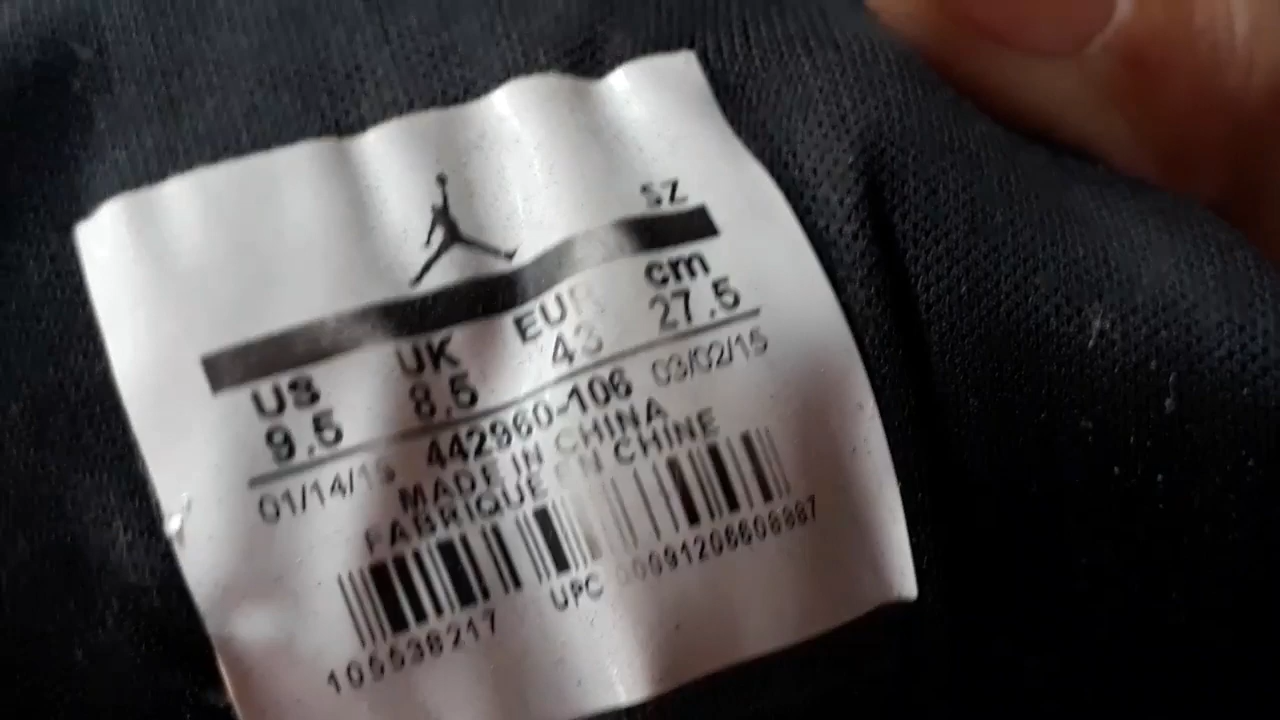 SZ
US UK EUR cm
9.5 8.5 43 27.5
01/14/15 442960-106 03/02/15
MADE IN CHINA
FABRIQUE EN CHINE
UPC
105538217